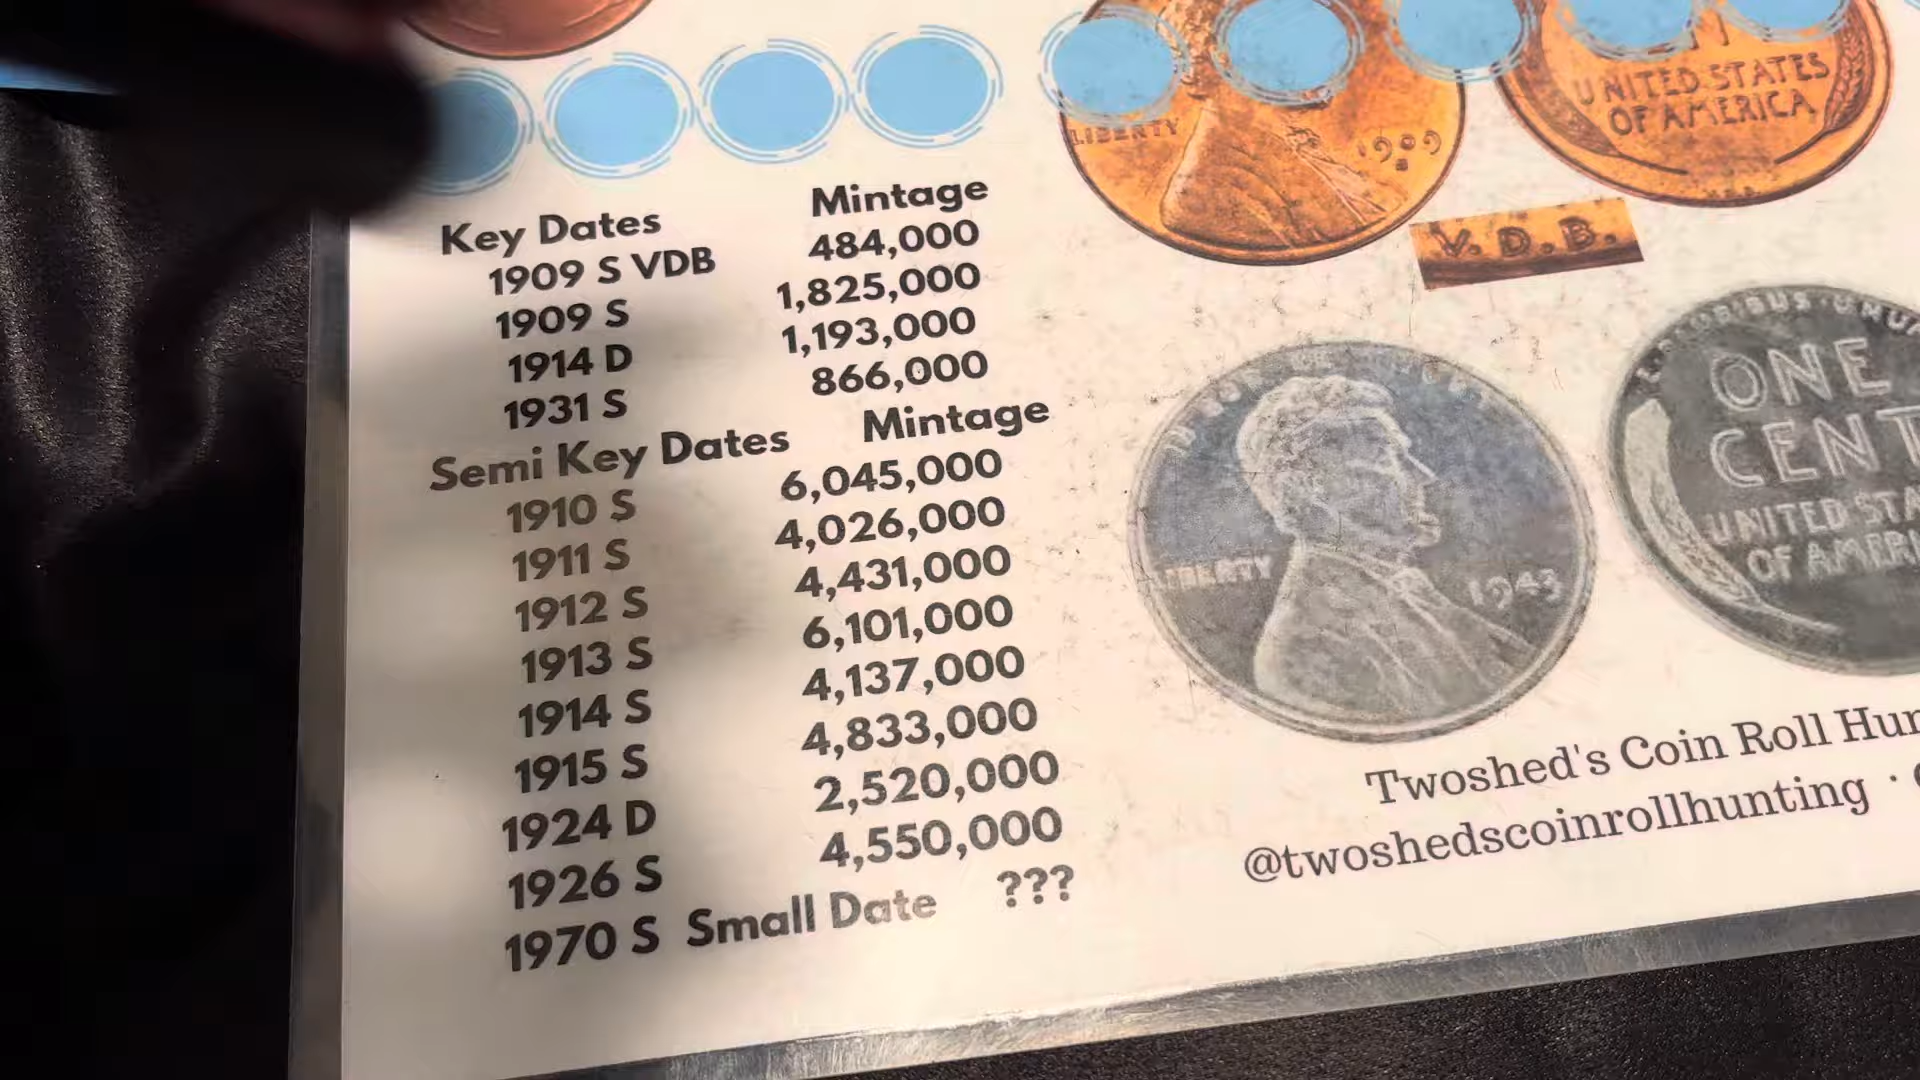 Key Dates Mintage
1909 S VDB 484,000
1909 S 1,825,000
1914 D 1,193,000
1931 S 866,000
Semi Key Dates Mintage
1910 S 6,045,000
1911 S 4,026,000
1912 S 4,431,000
1913 S 6,101,000
1914 S 4,137,000
1915 S 4,833,000
1924 D 2,520,000
1926 S 4,550,000
1970 S Small Date ???
LIBERTY
1909
UNITED STATES
OF AMERICA
V.D.B.
LIBERTY
1943
ONE
CENT
UNITED STA
OF AMERI
Twoshed's Coin Roll Hun
@twoshedscoinrollhunting ·